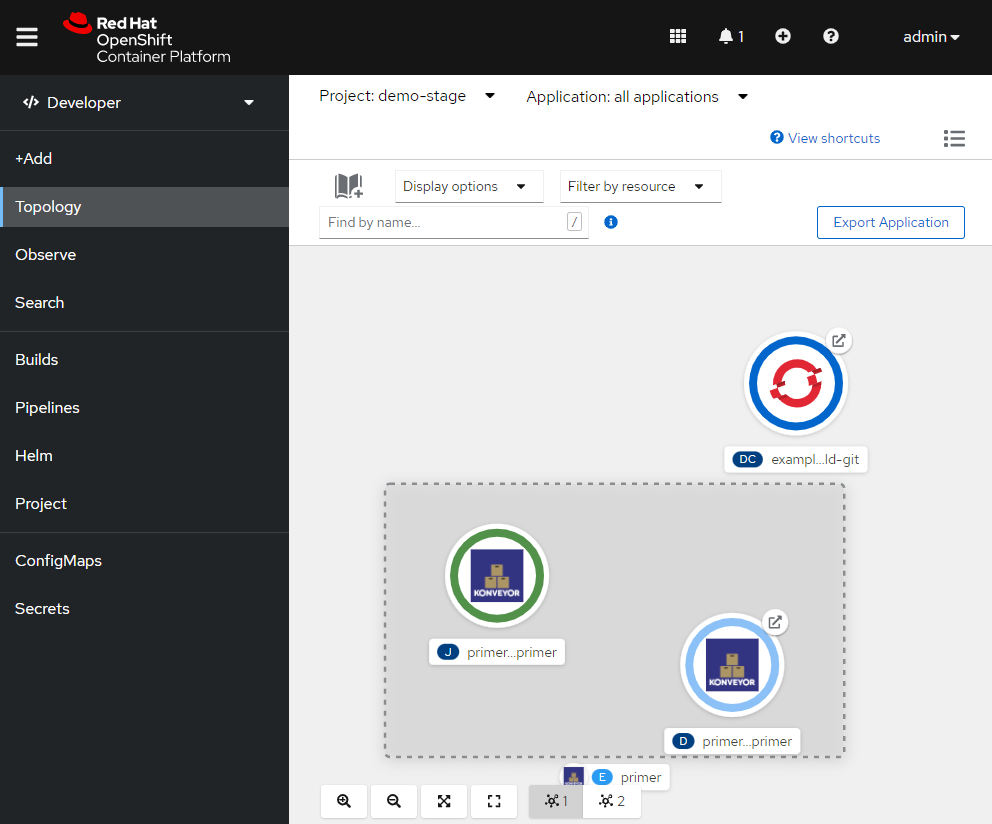 Red Hat
OpenShift
Container Platform
1
admin
Developer
Project: demo-stage
Application: all applications
View shortcuts
+Add
Topology
Observe
Search
Builds
Pipelines
Helm
Project
ConfigMaps
Secrets
Display options
Filter by resource
Find by name...
/
Export Application
DC exampl...ld-git
KONVEYOR
J primer...primer
KONVEYOR
D primer...primer
E primer
1
2